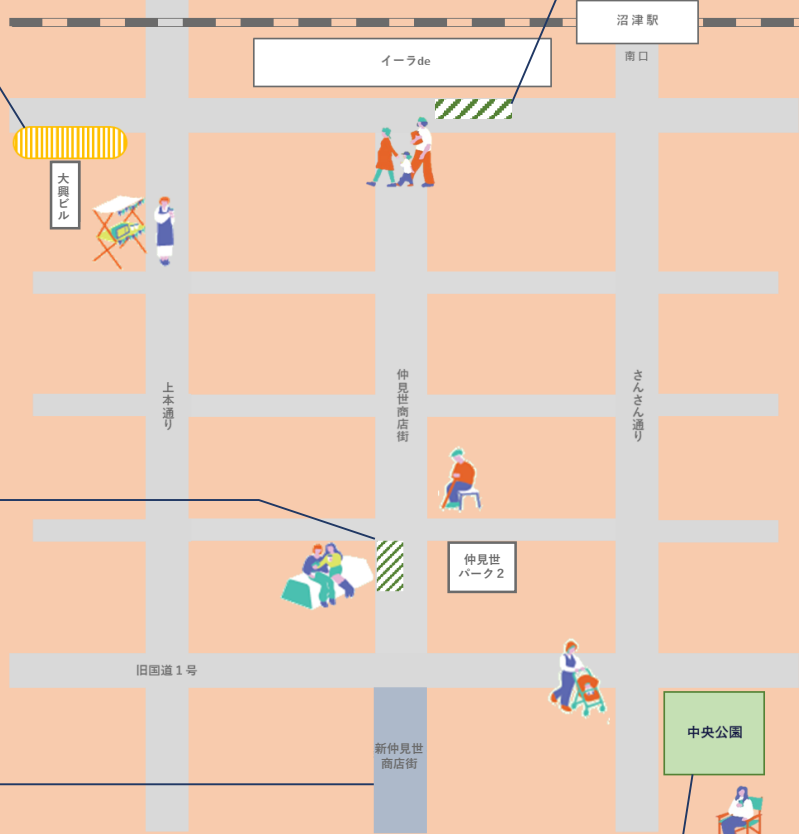 沼津駅
南口
イーラde
大興ビル
上本通り
仲見世商店街
さんさん通り
仲見世
パーク２
旧国道１号
新仲見世
商店街
中央公園